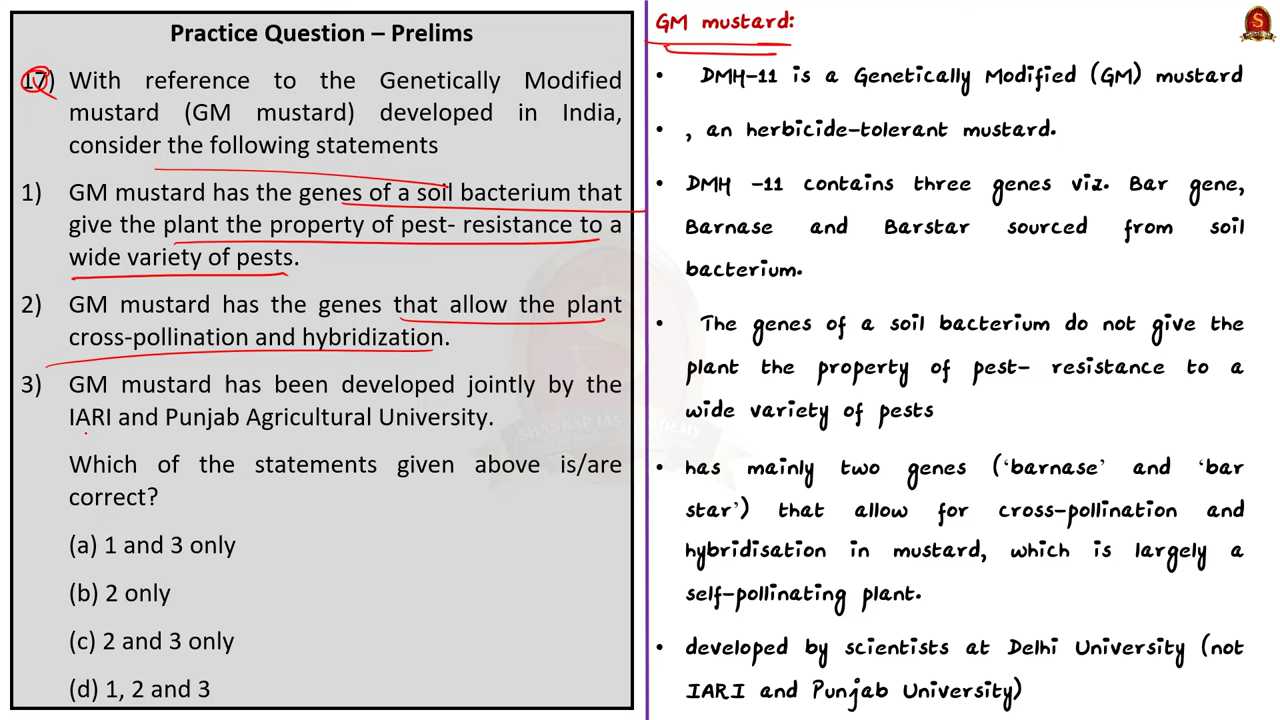 Practice Question – Prelims
17) With reference to the Genetically Modified
mustard (GM mustard) developed in India,
consider the following statements
1) GM mustard has the genes of a soil bacterium that
give the plant the property of pest- resistance to a
wide variety of pests.
2) GM mustard has the genes that allow the plant
cross-pollination and hybridization.
3) GM mustard has been developed jointly by the
IARI and Punjab Agricultural University.
Which of the statements given above is/are
correct?
(a) 1 and 3 only
(b) 2 only
(c) 2 and 3 only
(d) 1, 2 and 3
GM mustard:
• DMH-11 is a Genetically Modified (GM) mustard
• , an herbicide-tolerant mustard.
• DMH -11 contains three genes viz. Bar gene,
Barnase and Barstar sourced from soil
bacterium.
• The genes of a soil bacterium do not give the
plant the property of pest- resistance to a
wide variety of pests
• has mainly two genes (‘barnase’ and ‘bar
star’) that allow for cross-pollination and
hybridisation in mustard, which is largely a
self-pollinating plant.
• developed by scientists at Delhi University (not
IARI and Punjab University)
SHANKAR IAS ACADEMY